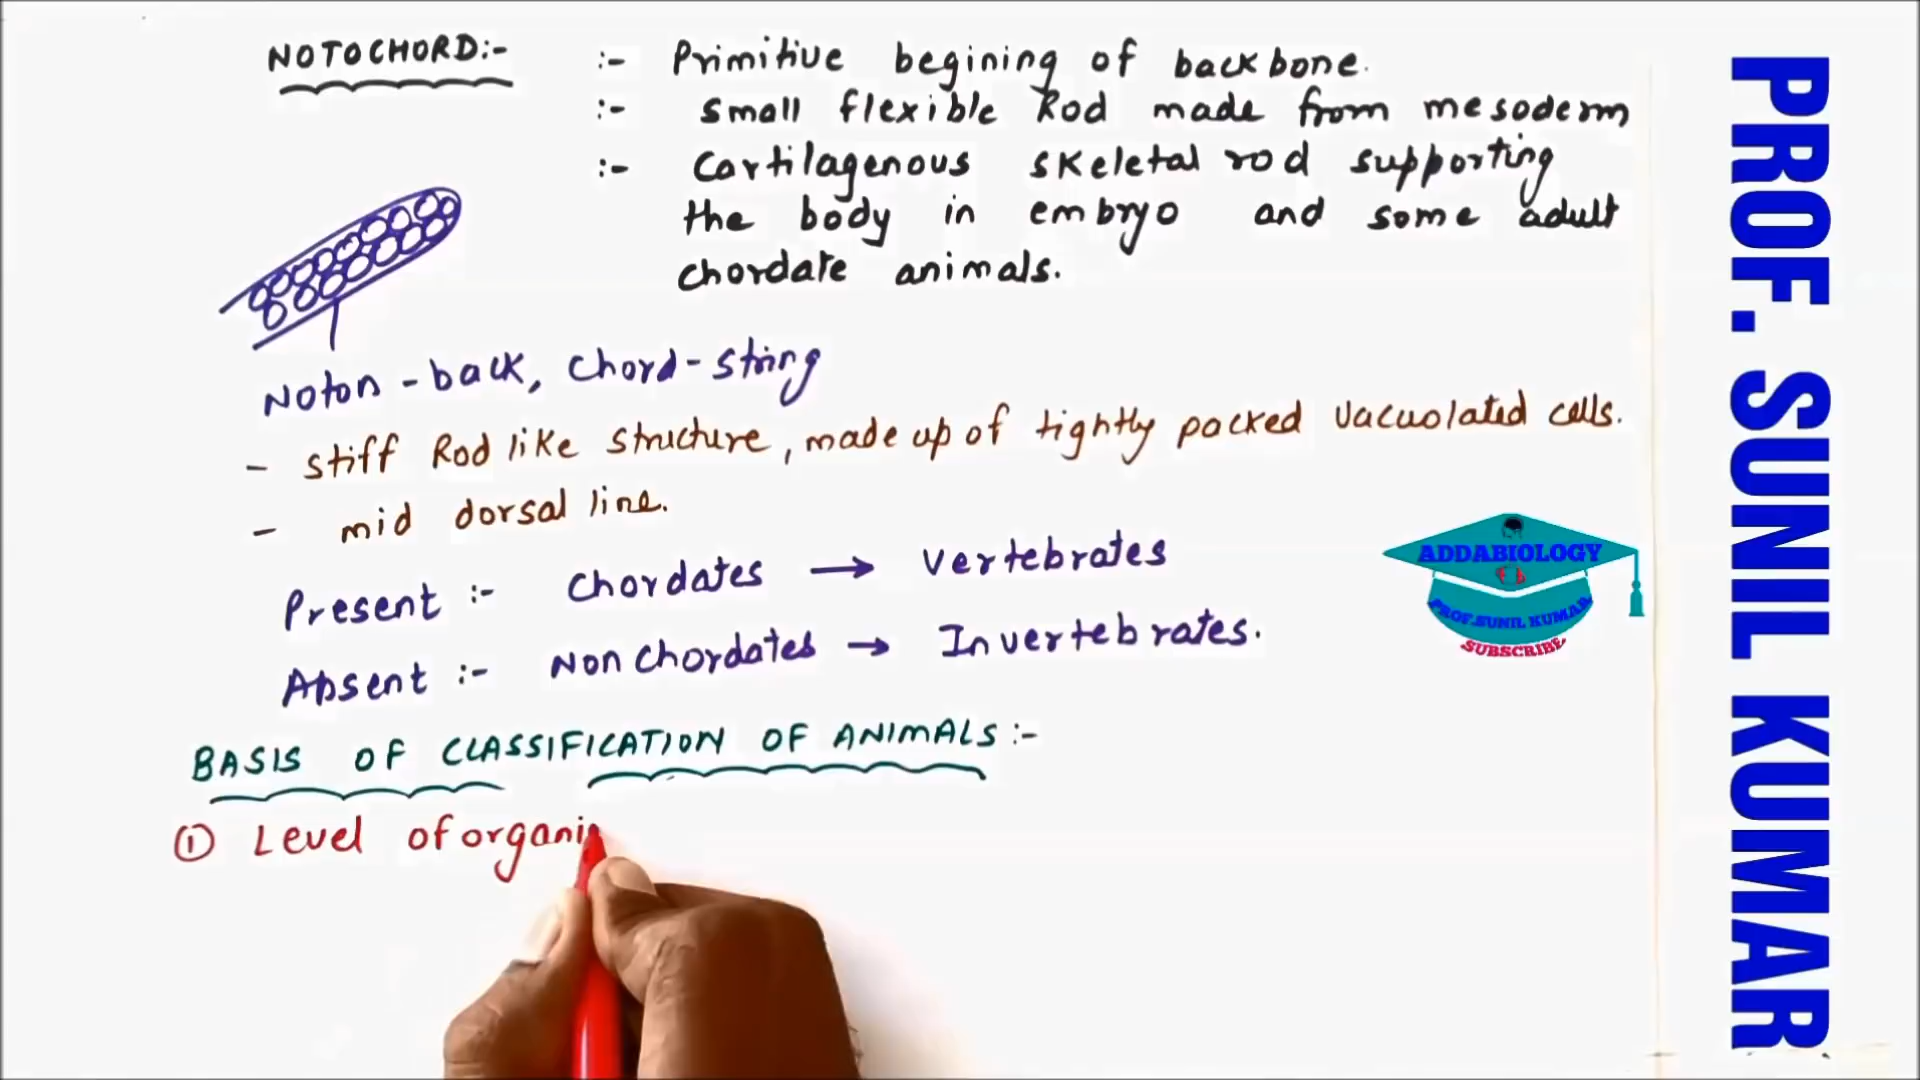 NOTOCHORD:-
:- Primitive begining of backbone.
:- Small flexible Rod made from mesoderm
:- Cartilagenous skeletal rod supporting
the body in embryo and some adult
chordate animals.
Noton - back, Chord - string
- stiff Rod like structure, made up of tightly packed vacuolated cells.
- mid dorsal line.
Present :- Chordates → Vertebrates
Absent :- Non Chordates → Invertebrates.
BASIS OF CLASSIFICATION OF ANIMALS :-
① Level of organi
ADDABIOLOGY
PROF.SUNIL KUMAR
SUBSCRIBE
PROF. SUNIL KUMAR